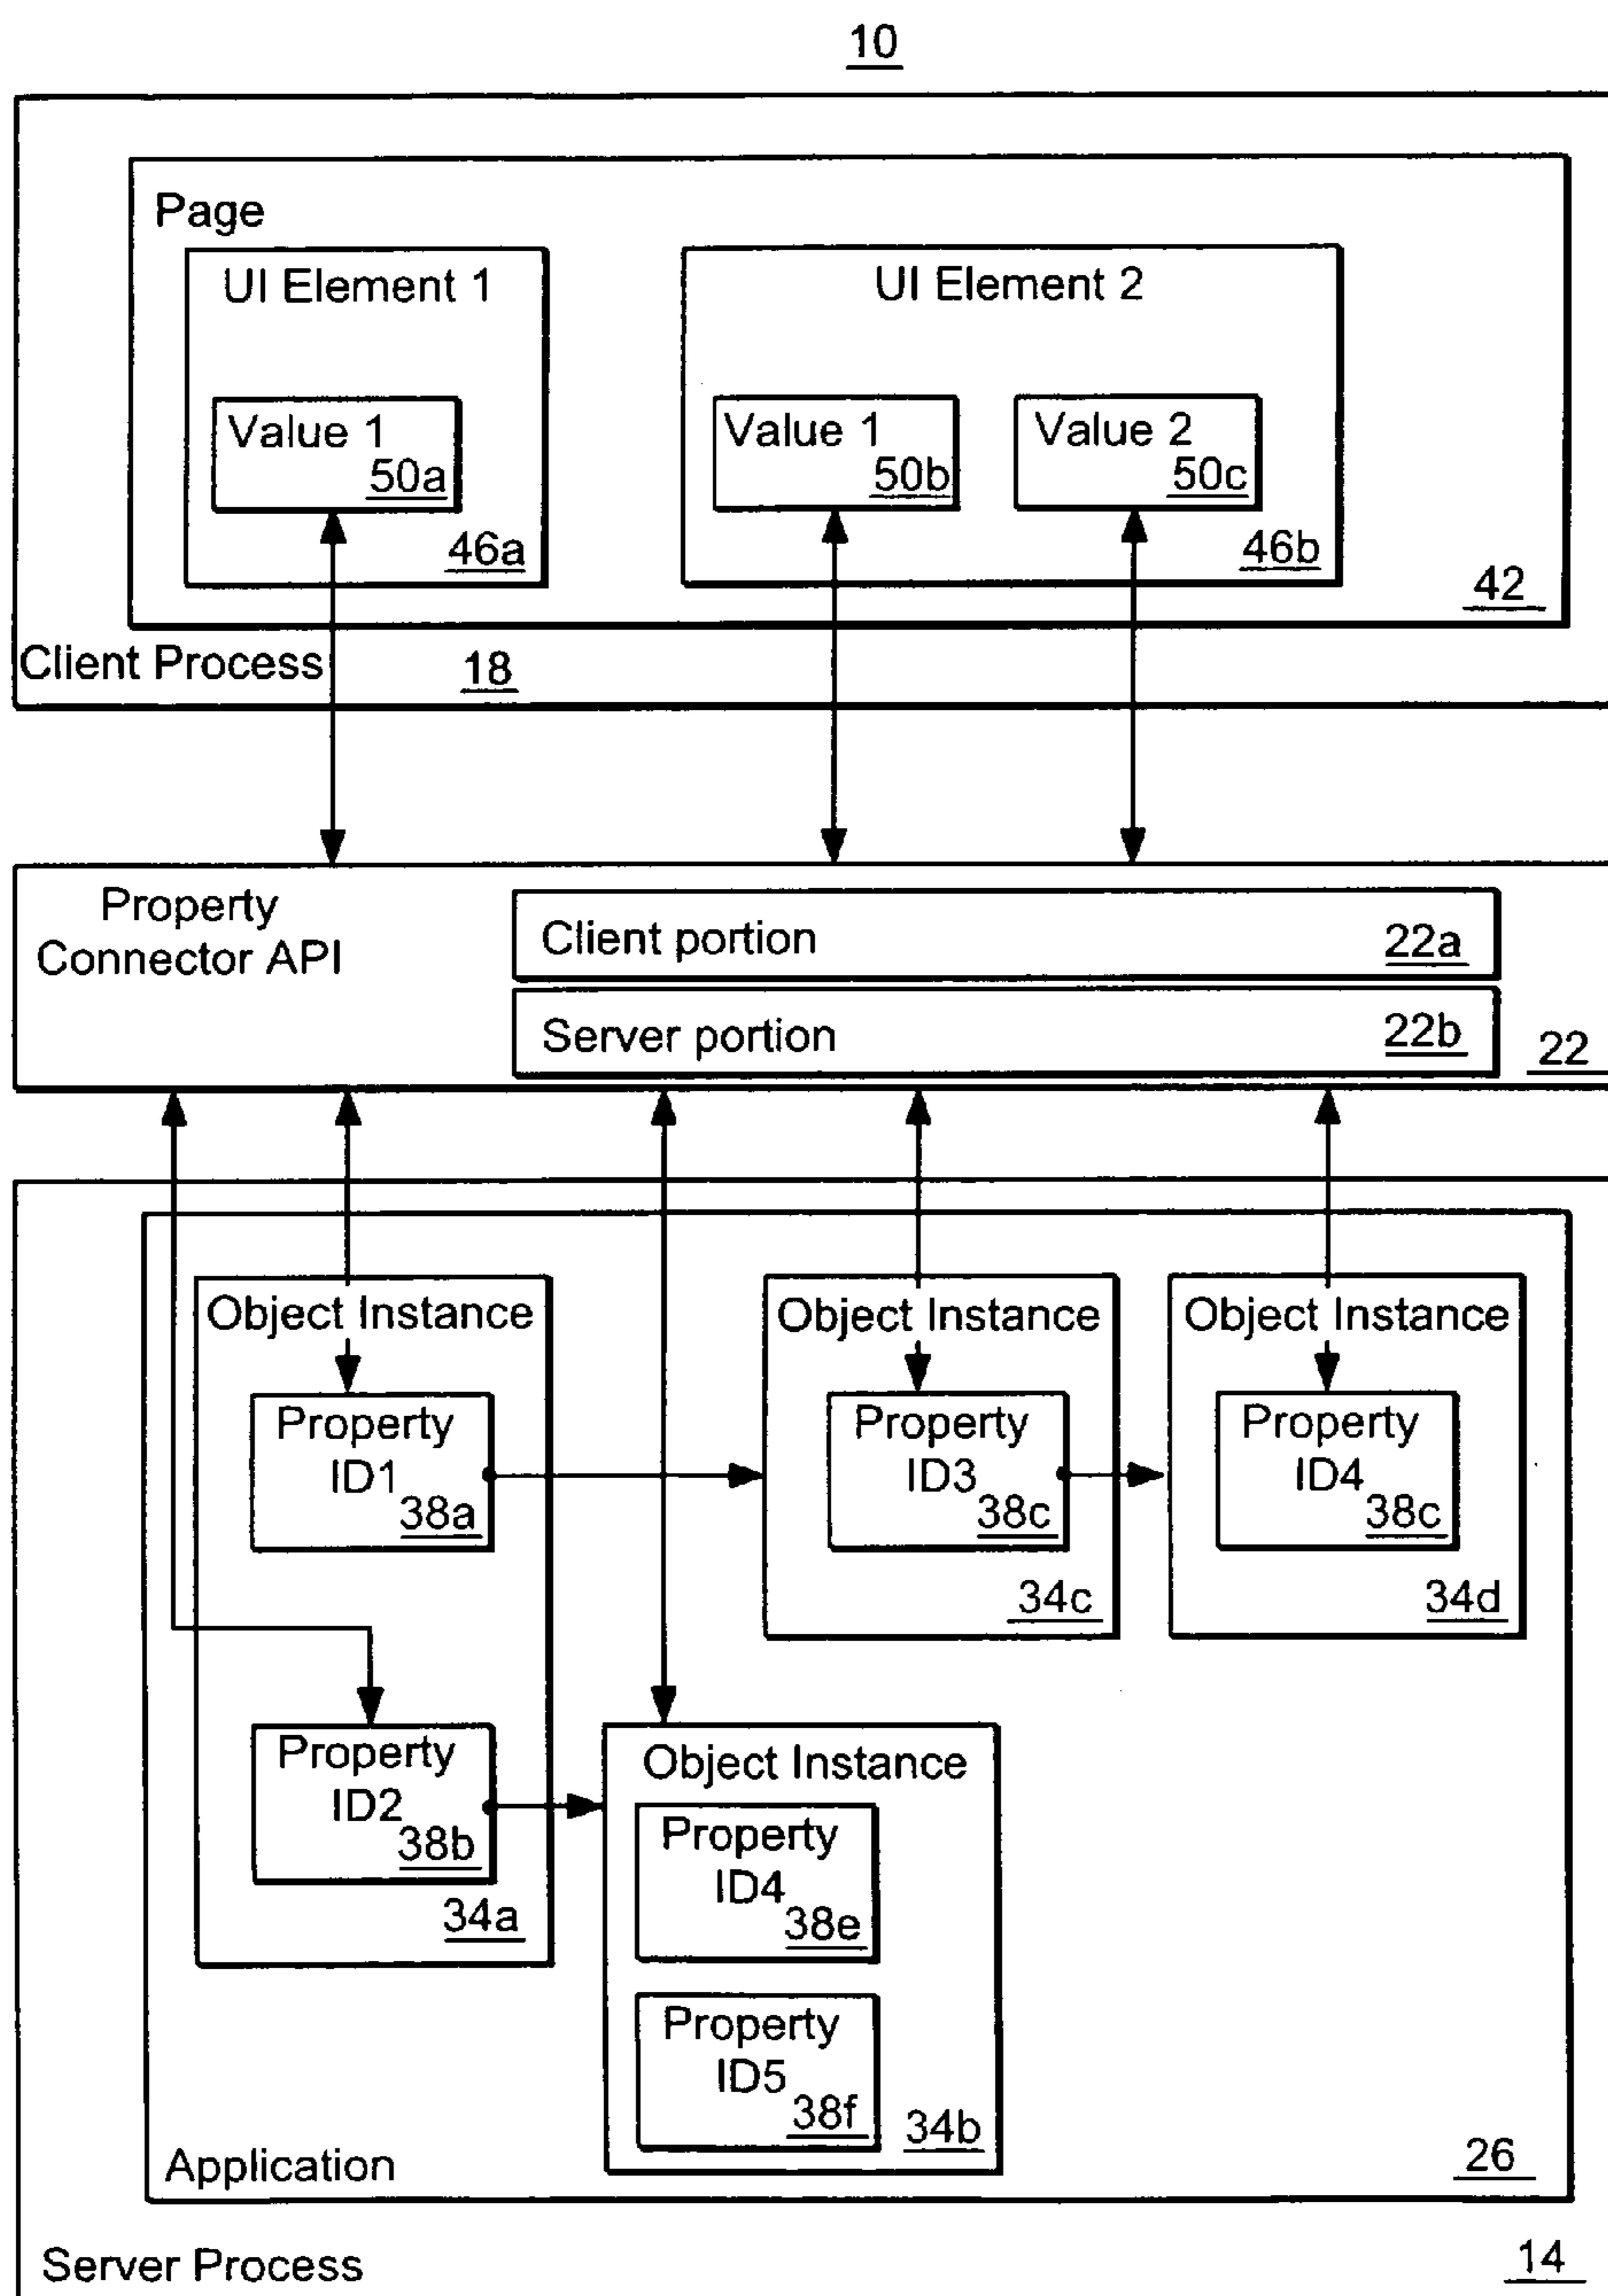 10
Page
UI Element 1
Value 1
50a
46a
UI Element 2
Value 1
50b
Value 2
50c
46b
42
Client Process
18
Property
Connector API
Client portion
22a
Server portion
22b
22
Object Instance
Property
ID1
38a
Property
ID2
38b
34a
Object Instance
Property
ID3
38c
34c
Object Instance
Property
ID4
38c
34d
Object Instance
Property
ID4
38e
Property
ID5
38f
34b
Application
26
Server Process
14